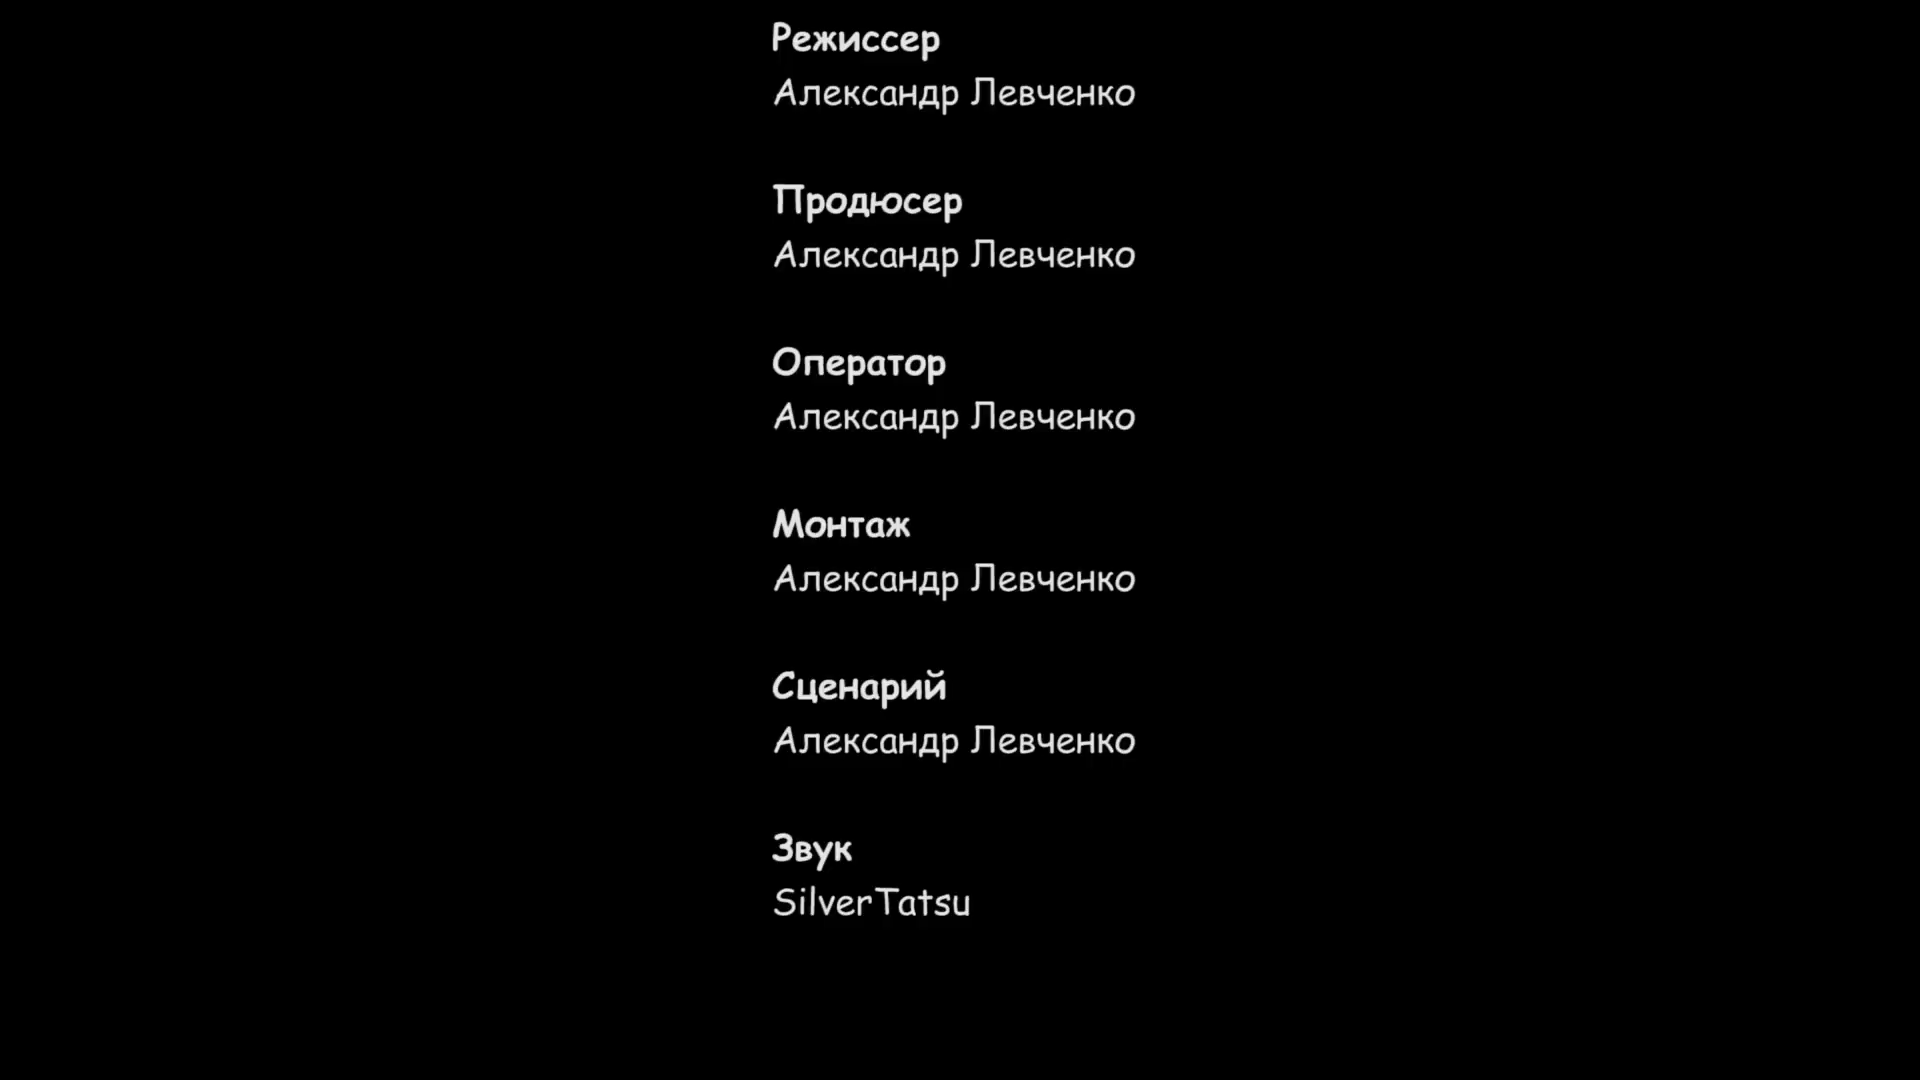 Режиссер
Александр Левченко
Продюсер
Александр Левченко
Оператор
Александр Левченко
Монтаж
Александр Левченко
Сценарий
Александр Левченко
Звук
SilverTatsu